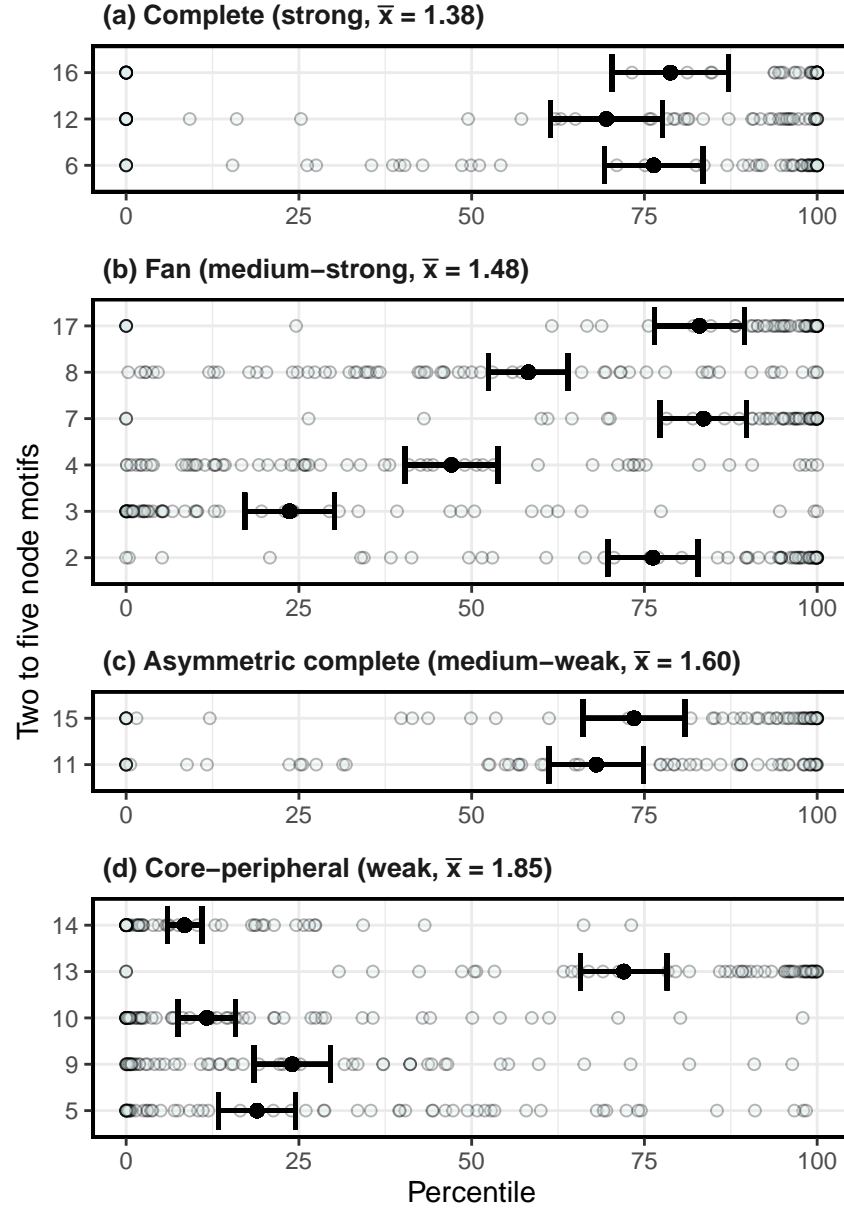 (a) Complete (strong, x̅ = 1.38)
16
12
6
0 25 50 75 100
(b) Fan (medium−strong, x̅ = 1.48)
17
8
7
4
3
2
0 25 50 75 100
Two to five node motifs
(c) Asymmetric complete (medium−weak, x̅ = 1.60)
15
11
0 25 50 75 100
(d) Core−peripheral (weak, x̅ = 1.85)
14
13
10
9
5
0 25 50 75 100
Percentile